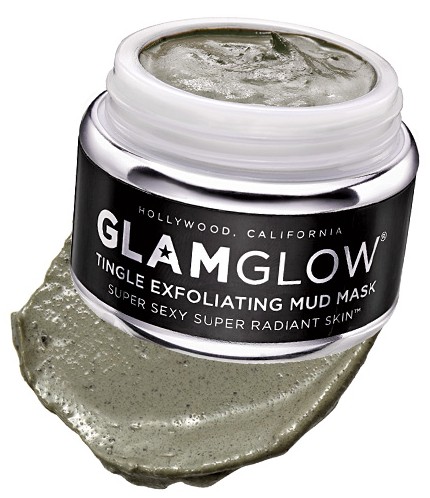 HOLLYWOOD, CALIFORNIA
GLAMGLOW®
TINGLE EXFOLIATING MUD MASK
SUPER SEXY SUPER RADIANT SKIN™